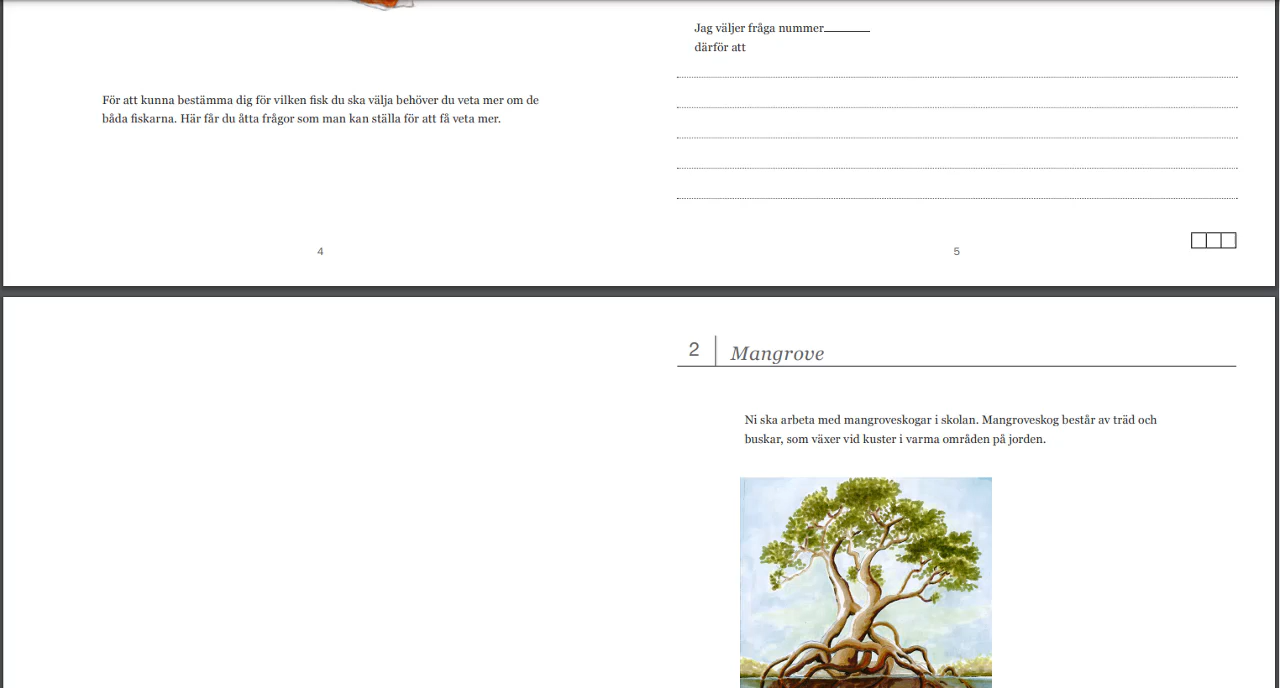 För att kunna bestämma dig för vilken fisk du ska välja behöver du veta mer om de
båda fiskarna. Här får du åtta frågor som man kan ställa för att få veta mer.
4
Jag väljer fråga nummer
därför att
5
2 Mangrove
Ni ska arbeta med mangroveskogar i skolan. Mangroveskog består av träd och
buskar, som växer vid kuster i varma områden på jorden.